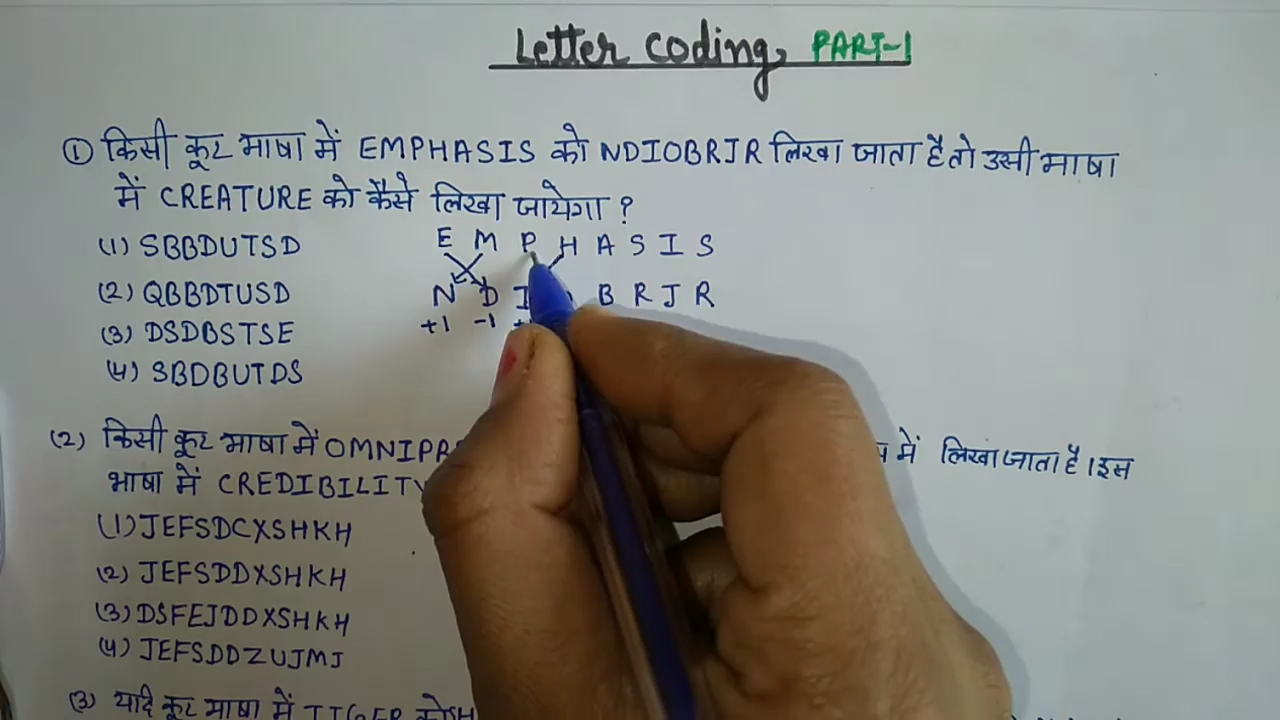 Letter Coding, PART-1
① किसी कूट भाषा में EMPHASIS को NDIOBRJR लिखा जाता है तो उसी भाषा
में CREATURE को कैसे लिखा जायेगा ?
(1) SBBDUTSD
(2) QBBDTUSD
(3) DSDBSTSE
(4) SBDBUTDS
E M P H A S I S
N D I B R J R
+1 -1
(2) किसी कूट भाषा में में लिखा जाता है। इस
भाषा में CREDIBILITY
(1) JEFSDCXSHKH
(2) JEFSDDXSHKH
(3) DSFEJDDXSHKH
(4) JEFSDDZUJMJ
(3) यदि कूट भाषा में TIGER को